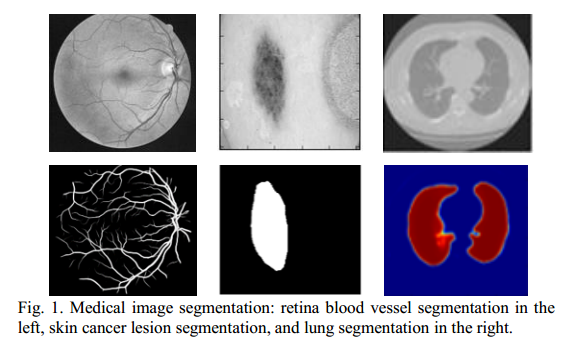 Fig. 1. Medical image segmentation: retina blood vessel segmentation in the
left, skin cancer lesion segmentation, and lung segmentation in the right.